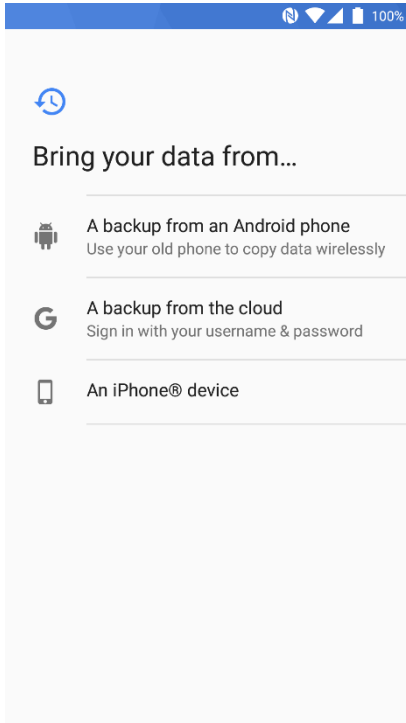 100%
Bring your data from...
A backup from an Android phone
Use your old phone to copy data wirelessly
A backup from the cloud
Sign in with your username & password
An iPhone® device